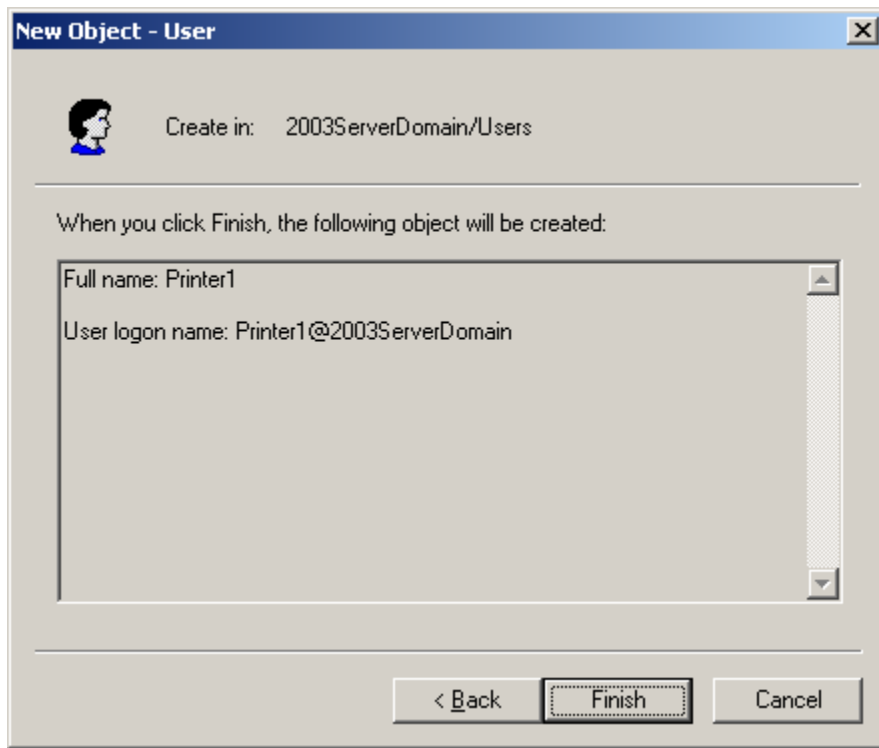 New Object - User
Create in: 2003ServerDomain/Users
When you click Finish, the following object will be created:
Full name: Printer1
User logon name: Printer1@2003ServerDomain
< Back Finish Cancel